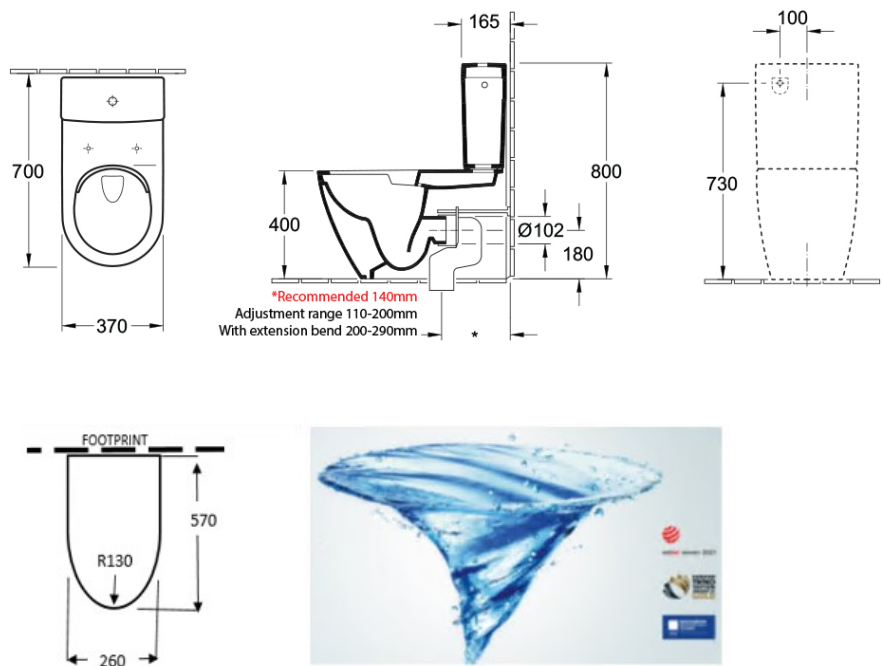 165
100
700
370
400
800
Ø102
180
730
*Recommended 140mm
Adjustment range 110-200mm
With extension bend 200-290mm
*
FOOTPRINT
570
R130
260